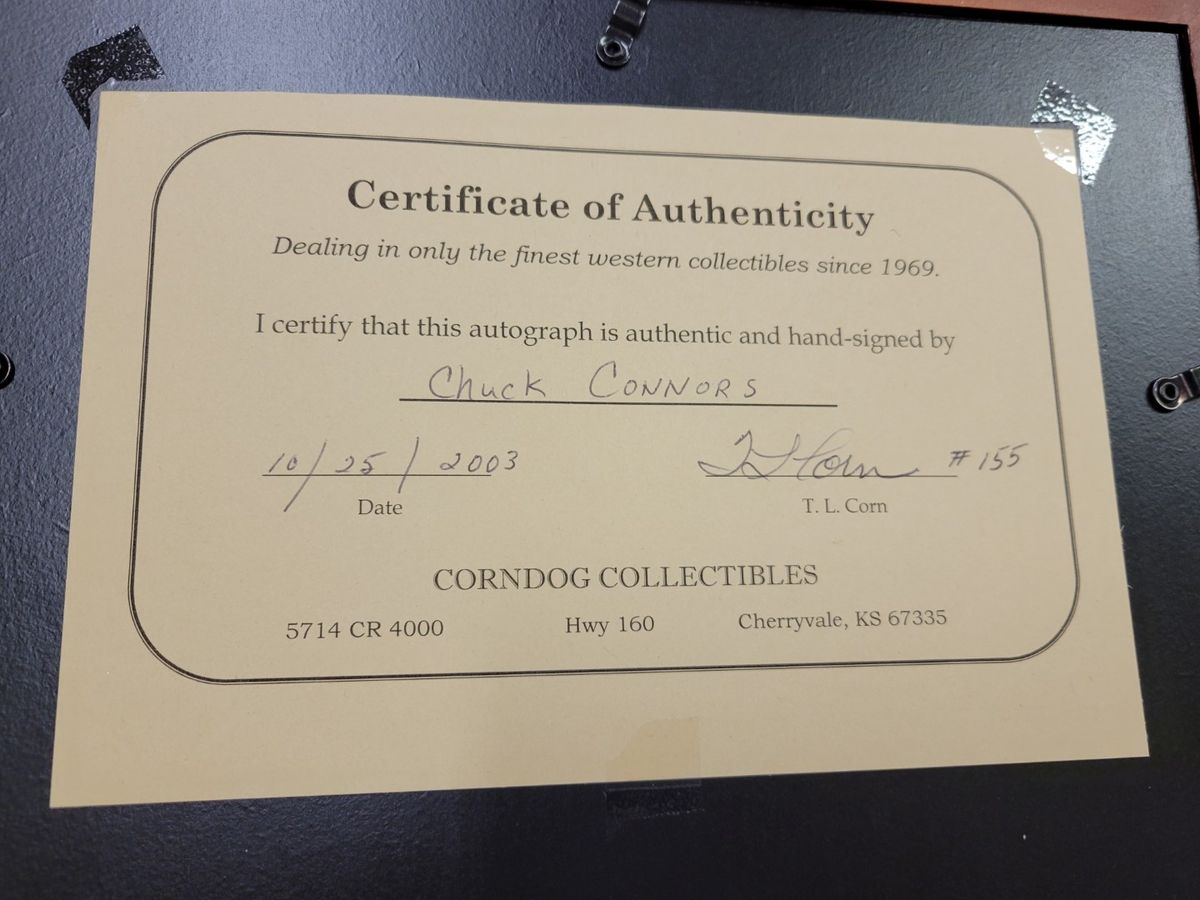 Certificate of Authenticity
Dealing in only the finest western collectibles since 1969.
I certify that this autograph is authentic and hand-signed by
Chuck CONNORS
10/25/2003 TL Corn # 155
Date T. L. Corn
CORNDOG COLLECTIBLES
5714 CR 4000 Hwy 160 Cherryvale, KS 67335